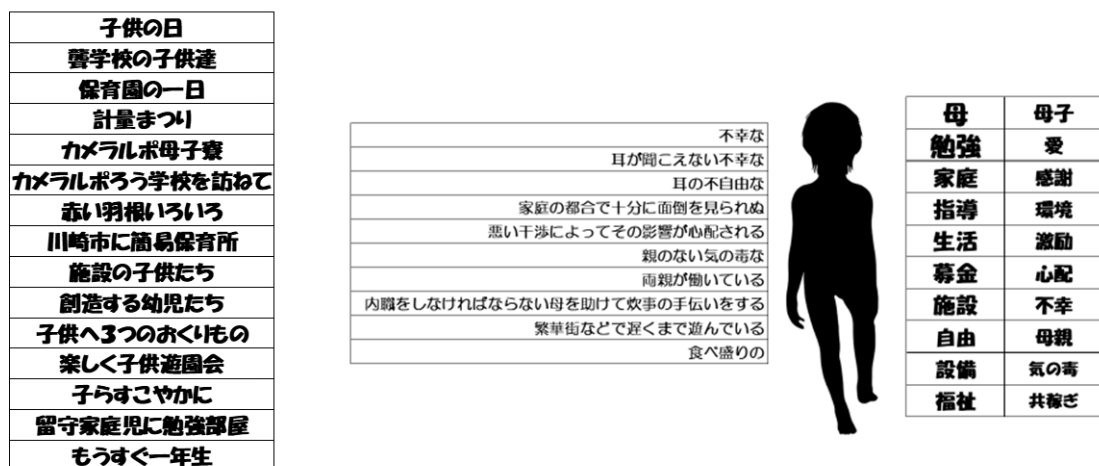 子供の日
聾学校の子供達
保育園の一日
計量まつり
カメラルポ母子寮
カメラルポろう学校を訪ねて
赤い羽根いろいろ
川崎市に簡易保育所
施設の子供たち
創造する幼児たち
子供へ3つのおくりもの
楽しく子供遊園会
子らすこやかに
留守家庭児に勉強部屋
もうすぐ一年生
不幸な
耳が聞こえない不幸な
耳の不自由な
家庭の都合で十分に面倒を見られぬ
悪い干渉によってその影響が心配される
親のない気の毒な
両親が働いている
内職をしなければならない母を助けて炊事の手伝いをする
繁華街などで遅くまで遊んでいる
食べ盛りの
母 母子
勉強 愛
家庭 感謝
指導 環境
生活 激励
募金 心配
施設 不幸
自由 母親
設備 気の毒
福祉 共稼ぎ